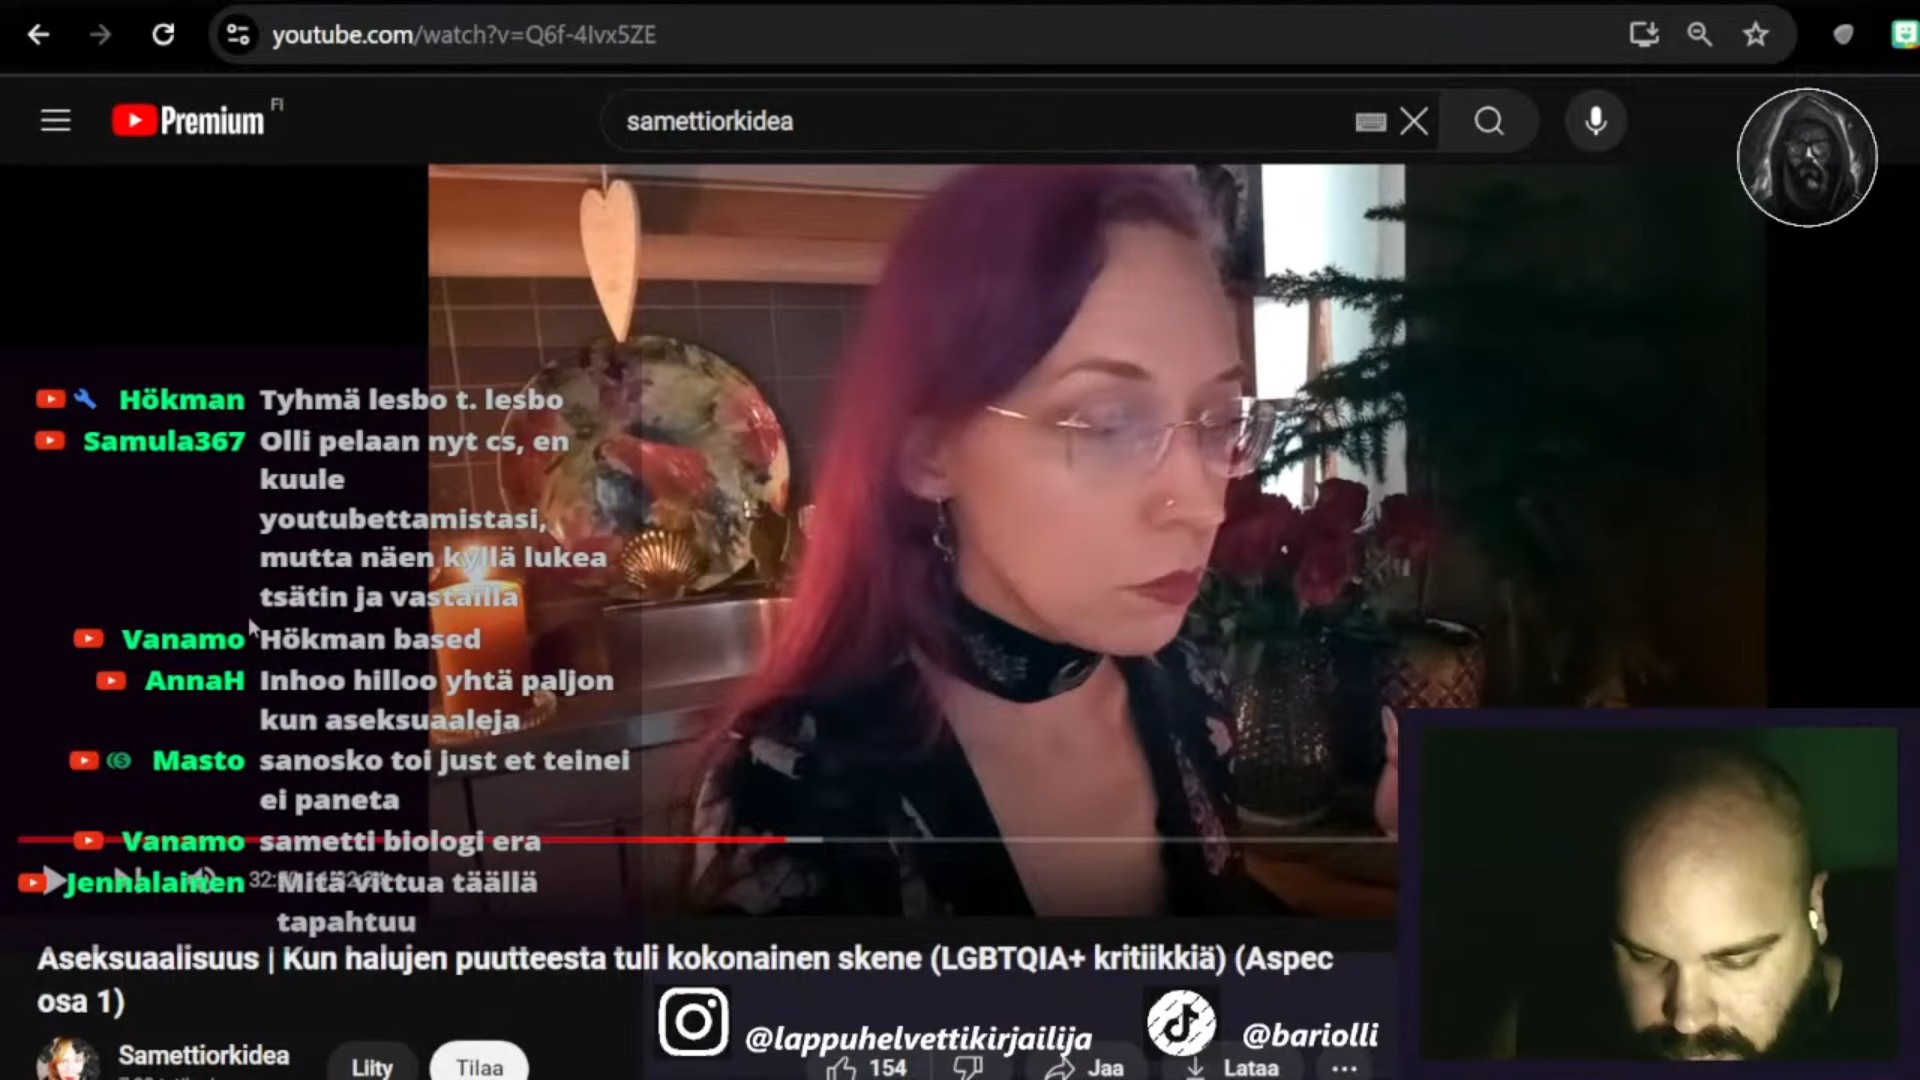 youtube.com/watch?v=Q6f-4lvx5ZE
Premium FI
samettiorkidea
Hökman Tyhmä lesbo t. lesbo
Samula367 Olli pelaan nyt cs, en
kuule
youtubettamistasi,
mutta näen kyllä lukea
tsätin ja vastailla
Vanamo Hökman based
AnnaH Inhoo hilloo yhtä paljon
kun aseksuaaleja
Masto sanosko toi just et teinei
ei paneta
Vanamo sametti biologi era
Jennalainen Mitä vittua täällä
tapahtuu
Aseksuaalisuus | Kun halujen puutteesta tuli kokonainen skene (LGBTQIA+ kritiikkiä) (Aspec
osa 1)
@lappuhelvettikirjailija @bariolli
Samettiorkidea
Liity Tilaa 154 Jaa Lataa